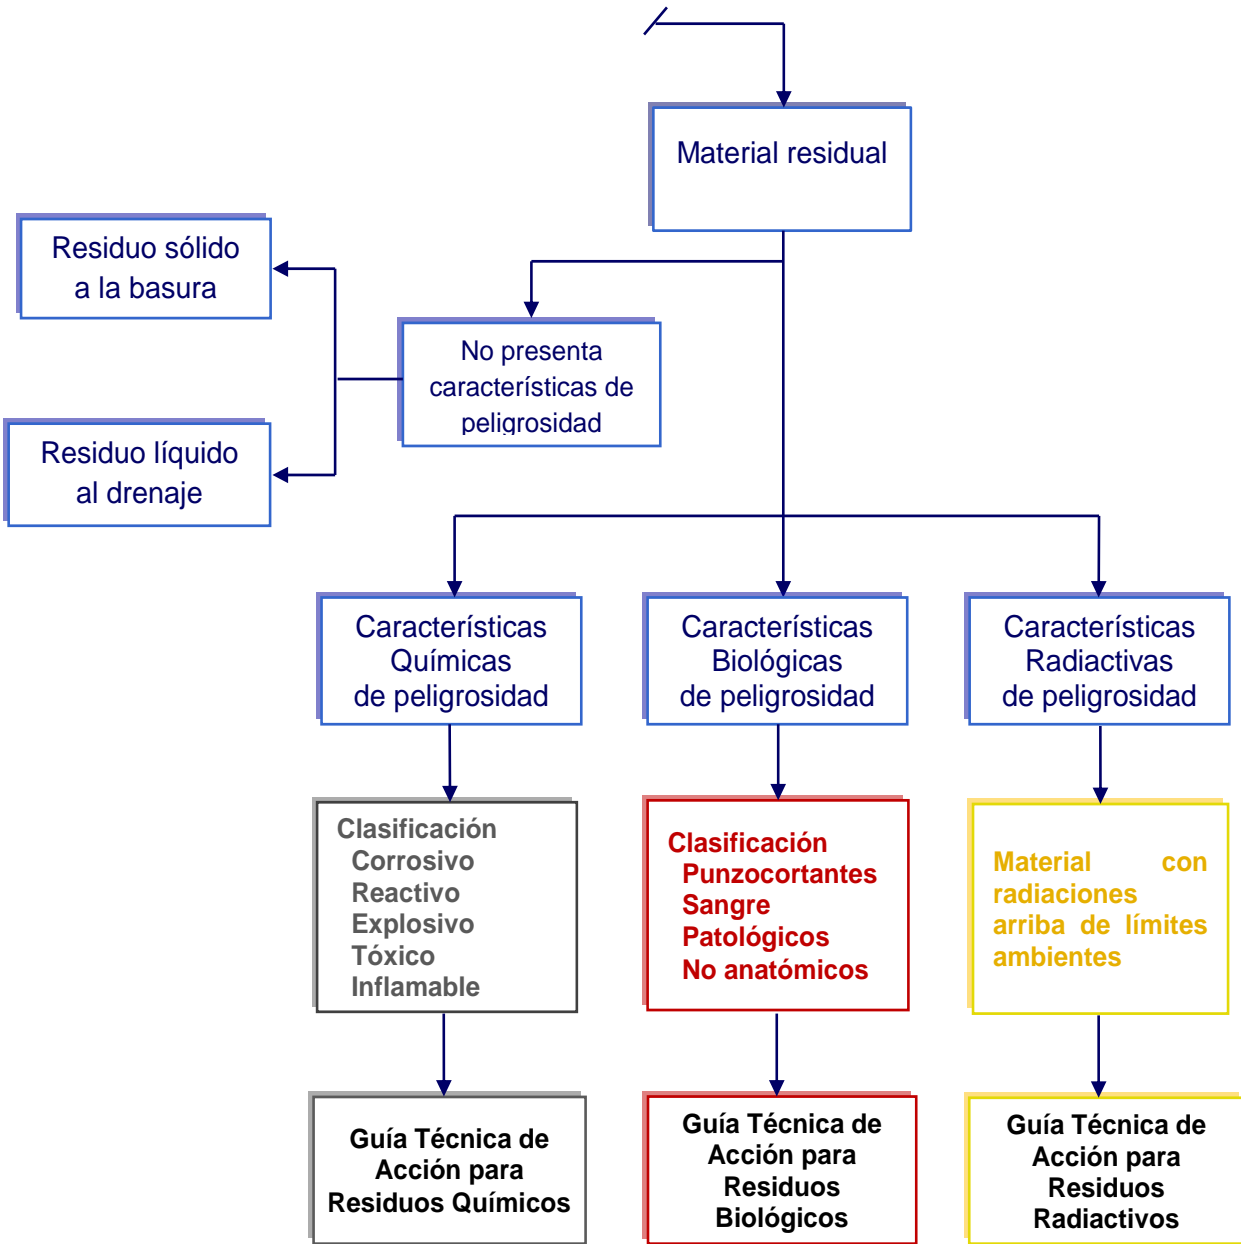 Material residual
Residuo sólido
a la basura
No presenta
características de
peligrosidad
Residuo líquido
al drenaje
Características
Químicas
de peligrosidad
Características
Biológicas
de peligrosidad
Características
Radiactivas
de peligrosidad
Clasificación
Corrosivo
Reactivo
Explosivo
Tóxico
Inflamable
Clasificación
Punzocortantes
Sangre
Patológicos
No anatómicos
Material con
radiaciones
arriba de límites
ambientes
Guía Técnica de
Acción para
Residuos Químicos
Guía Técnica de
Acción para
Residuos
Biológicos
Guía Técnica de
Acción para
Residuos
Radiactivos